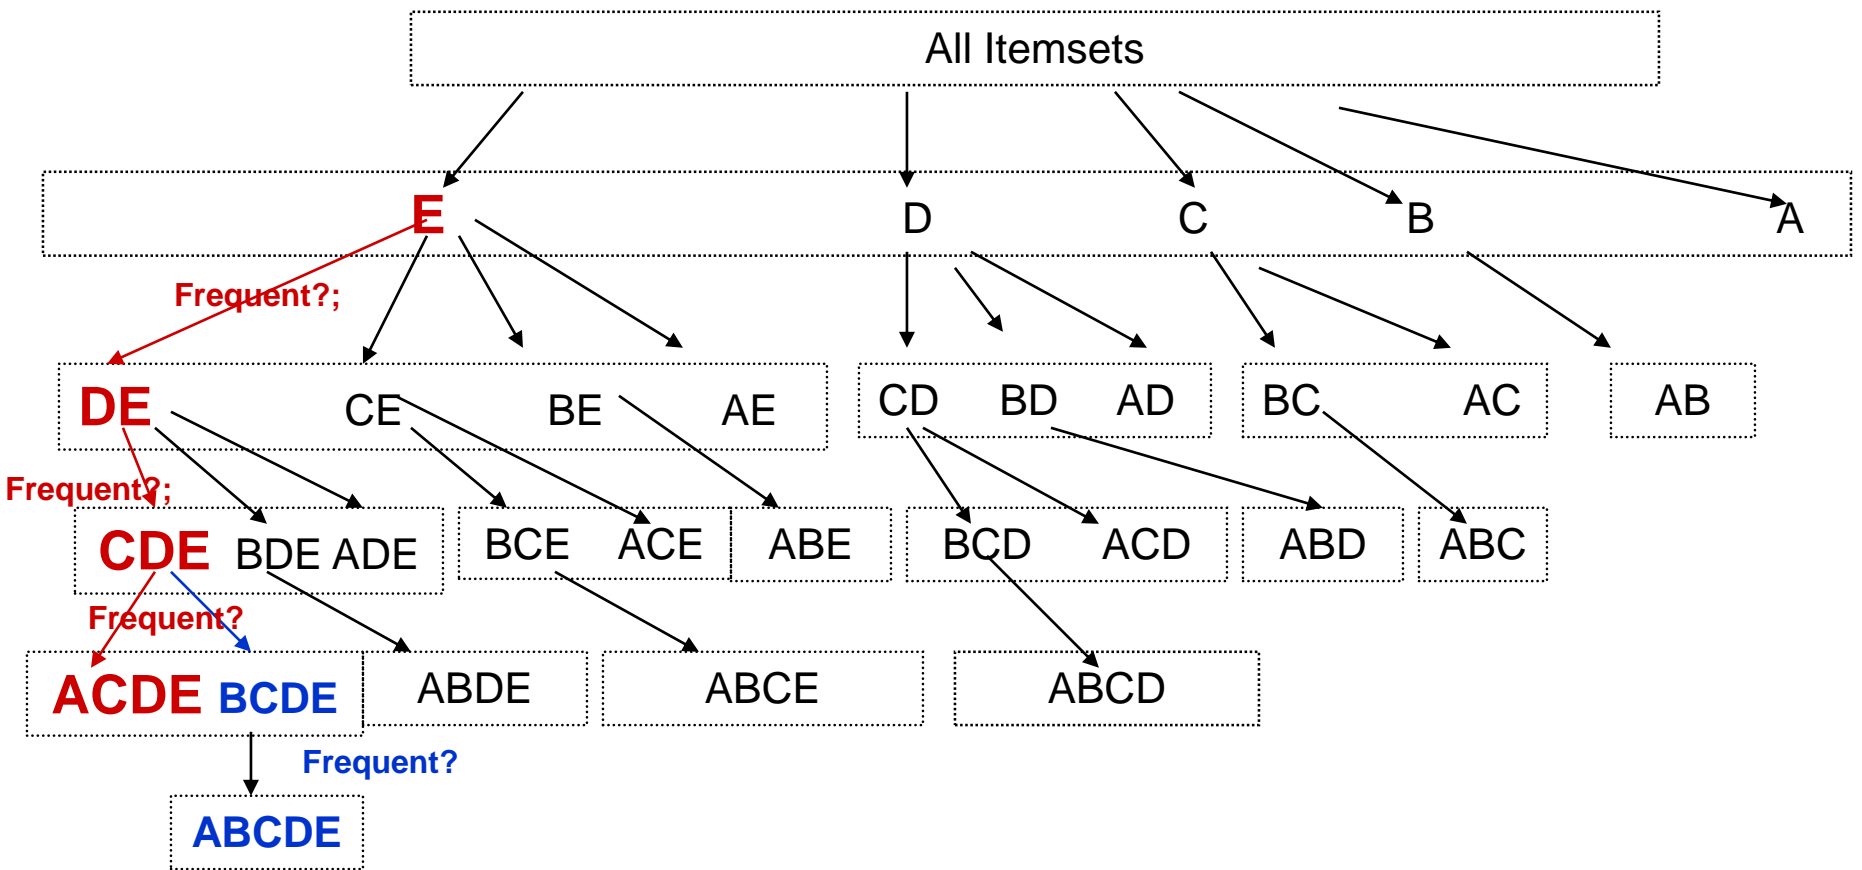 All Itemsets
E D C B A
Frequent?;
DE CE BE AE CD BD AD BC AC AB
Frequent?;
CDE BDE ADE BCE ACE ABE BCD ACD ABD ABC
Frequent?
ACDE BCDE ABDE ABCE ABCD
Frequent?
ABCDE